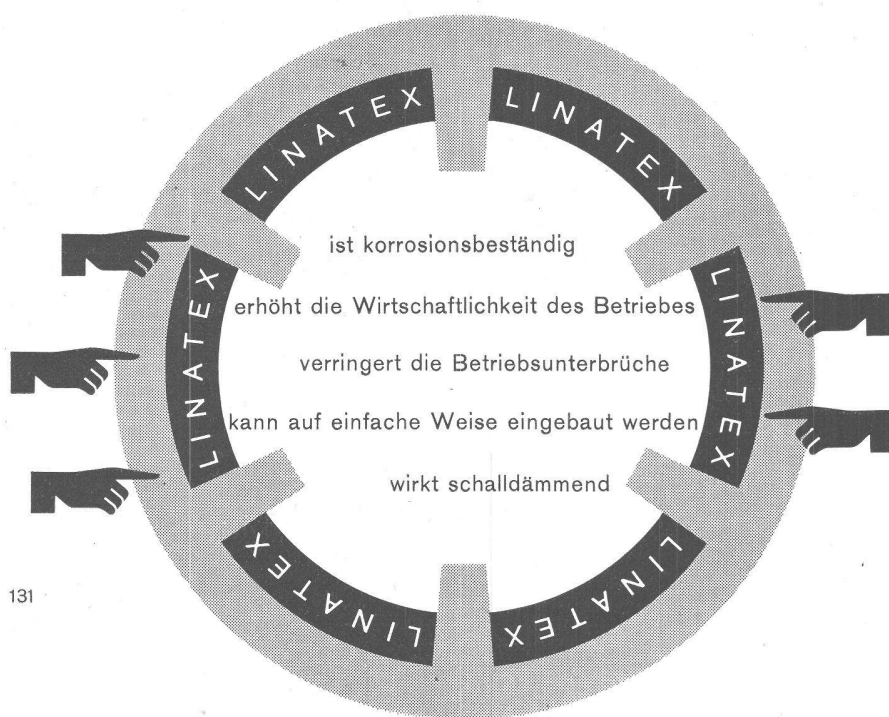 LINATEX
LINATEX
ist korrosionsbeständig
LINATEX
LINATEX
erhöht die Wirtschaftlichkeit des Betriebes
verringert die Betriebsunterbrüche
kann auf einfache Weise eingebaut werden
wirkt schalldämmend
LINATEX
LINATEX
131